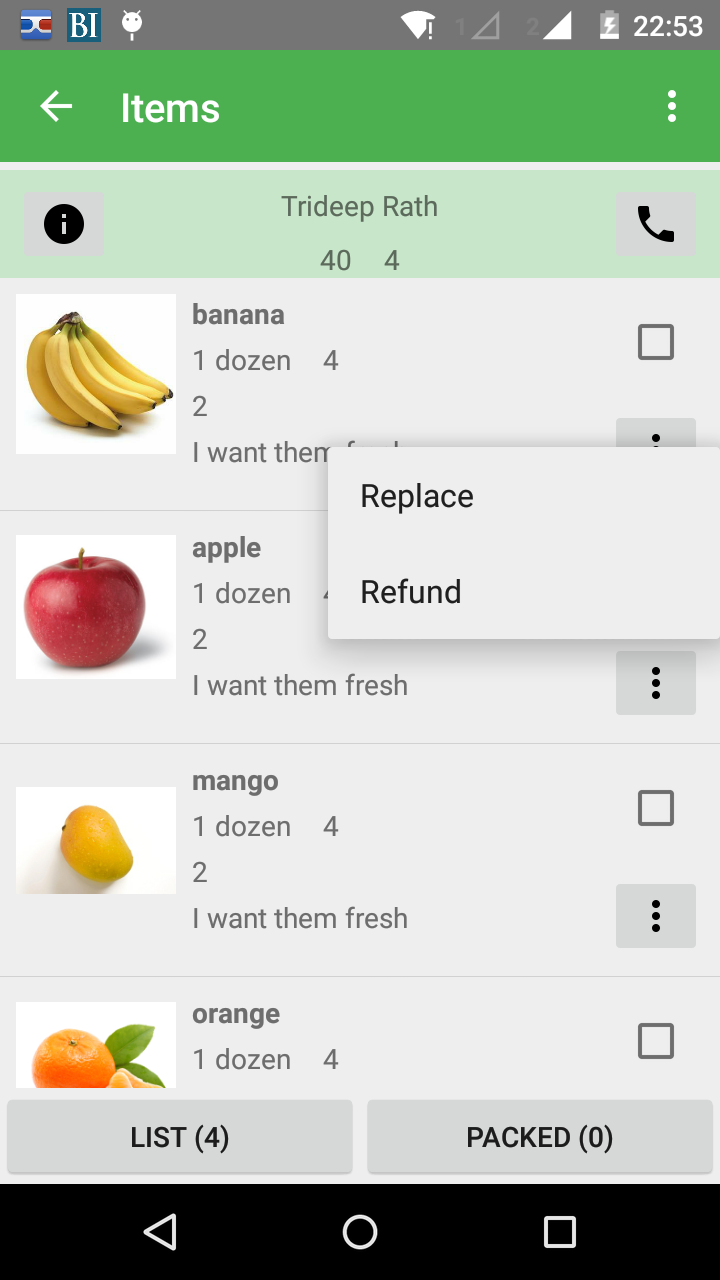 BI
1 2 22:53
Items
Trideep Rath
40 4
banana
1 dozen 4
2
I want them
Replace
Refund
apple
1 dozen
2
I want them fresh
mango
1 dozen 4
2
I want them fresh
orange
1 dozen 4
LIST (4)
PACKED (0)